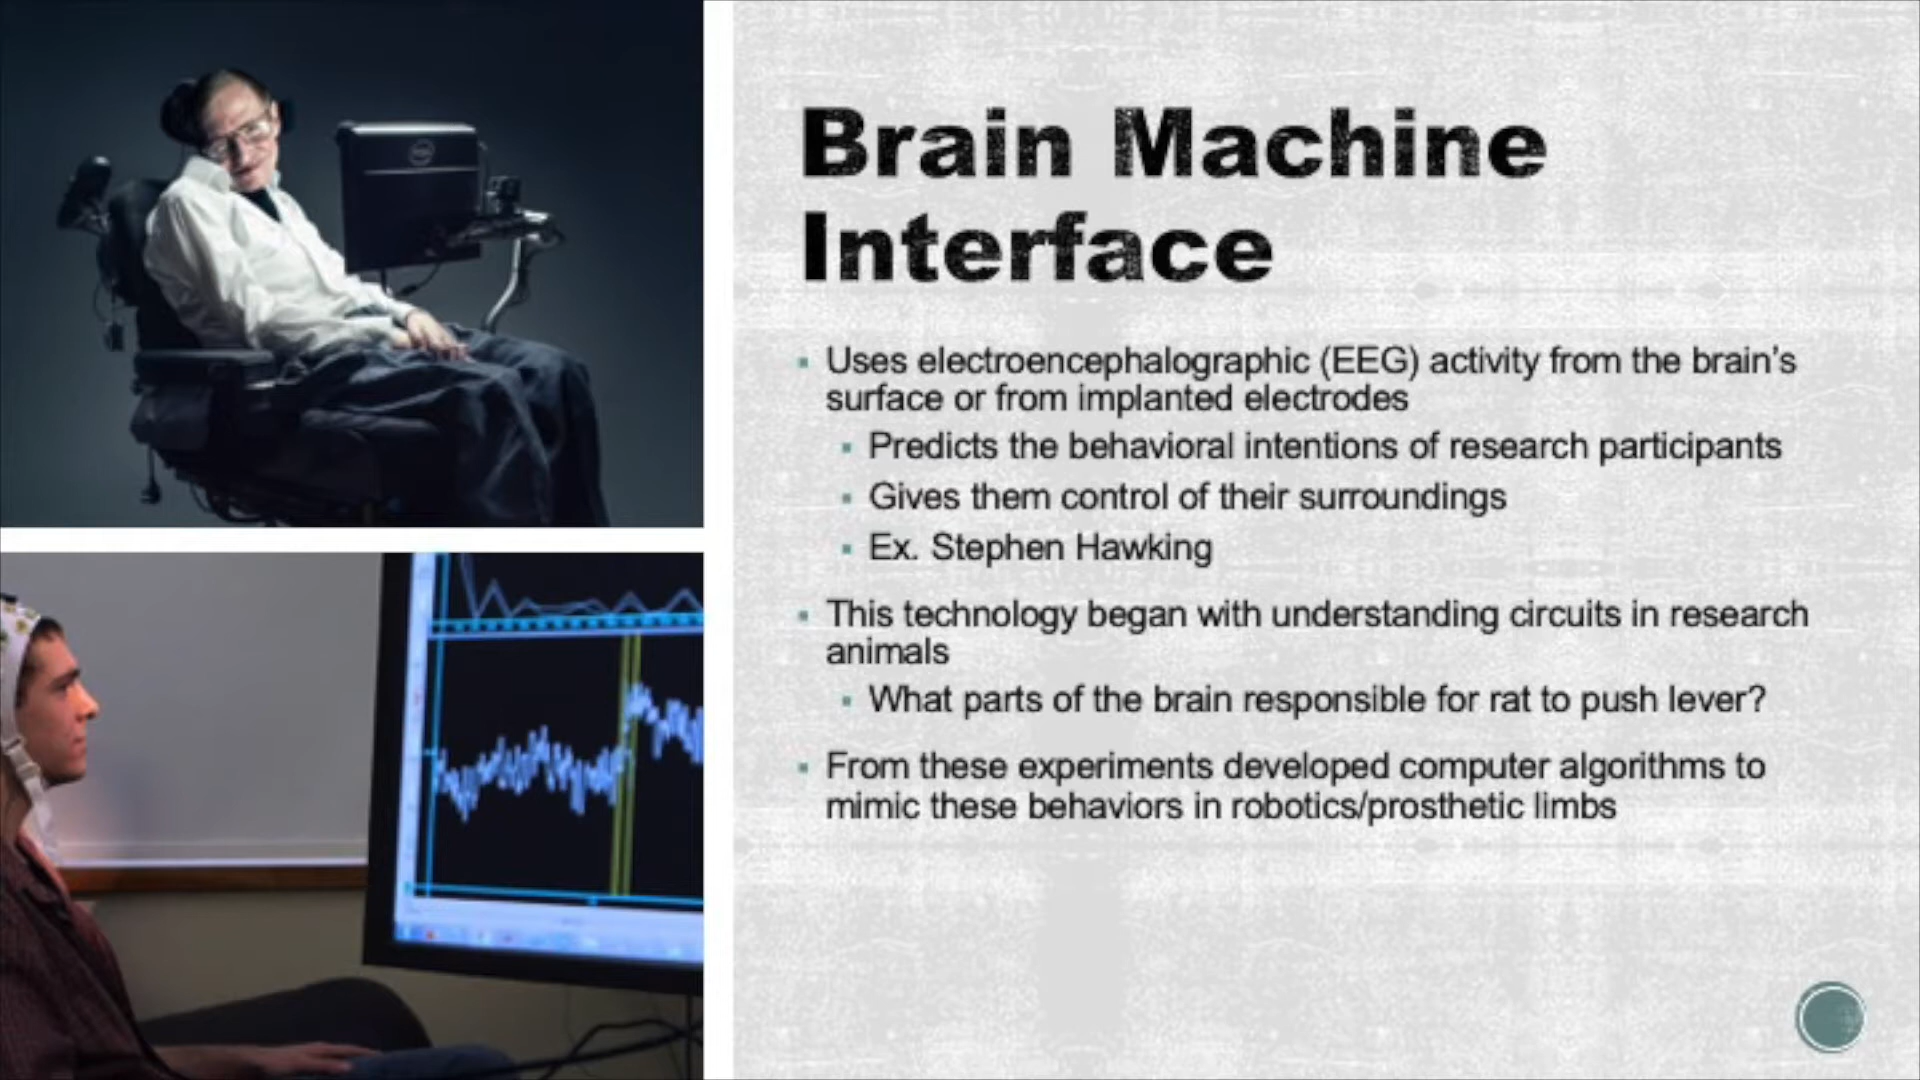 Brain Machine
Interface
Uses electroencephalographic (EEG) activity from the brain's
surface or from implanted electrodes
Predicts the behavioral intentions of research participants
Gives them control of their surroundings
Ex. Stephen Hawking
This technology began with understanding circuits in research
animals
What parts of the brain responsible for rat to push lever?
From these experiments developed computer algorithms to
mimic these behaviors in robotics/prosthetic limbs